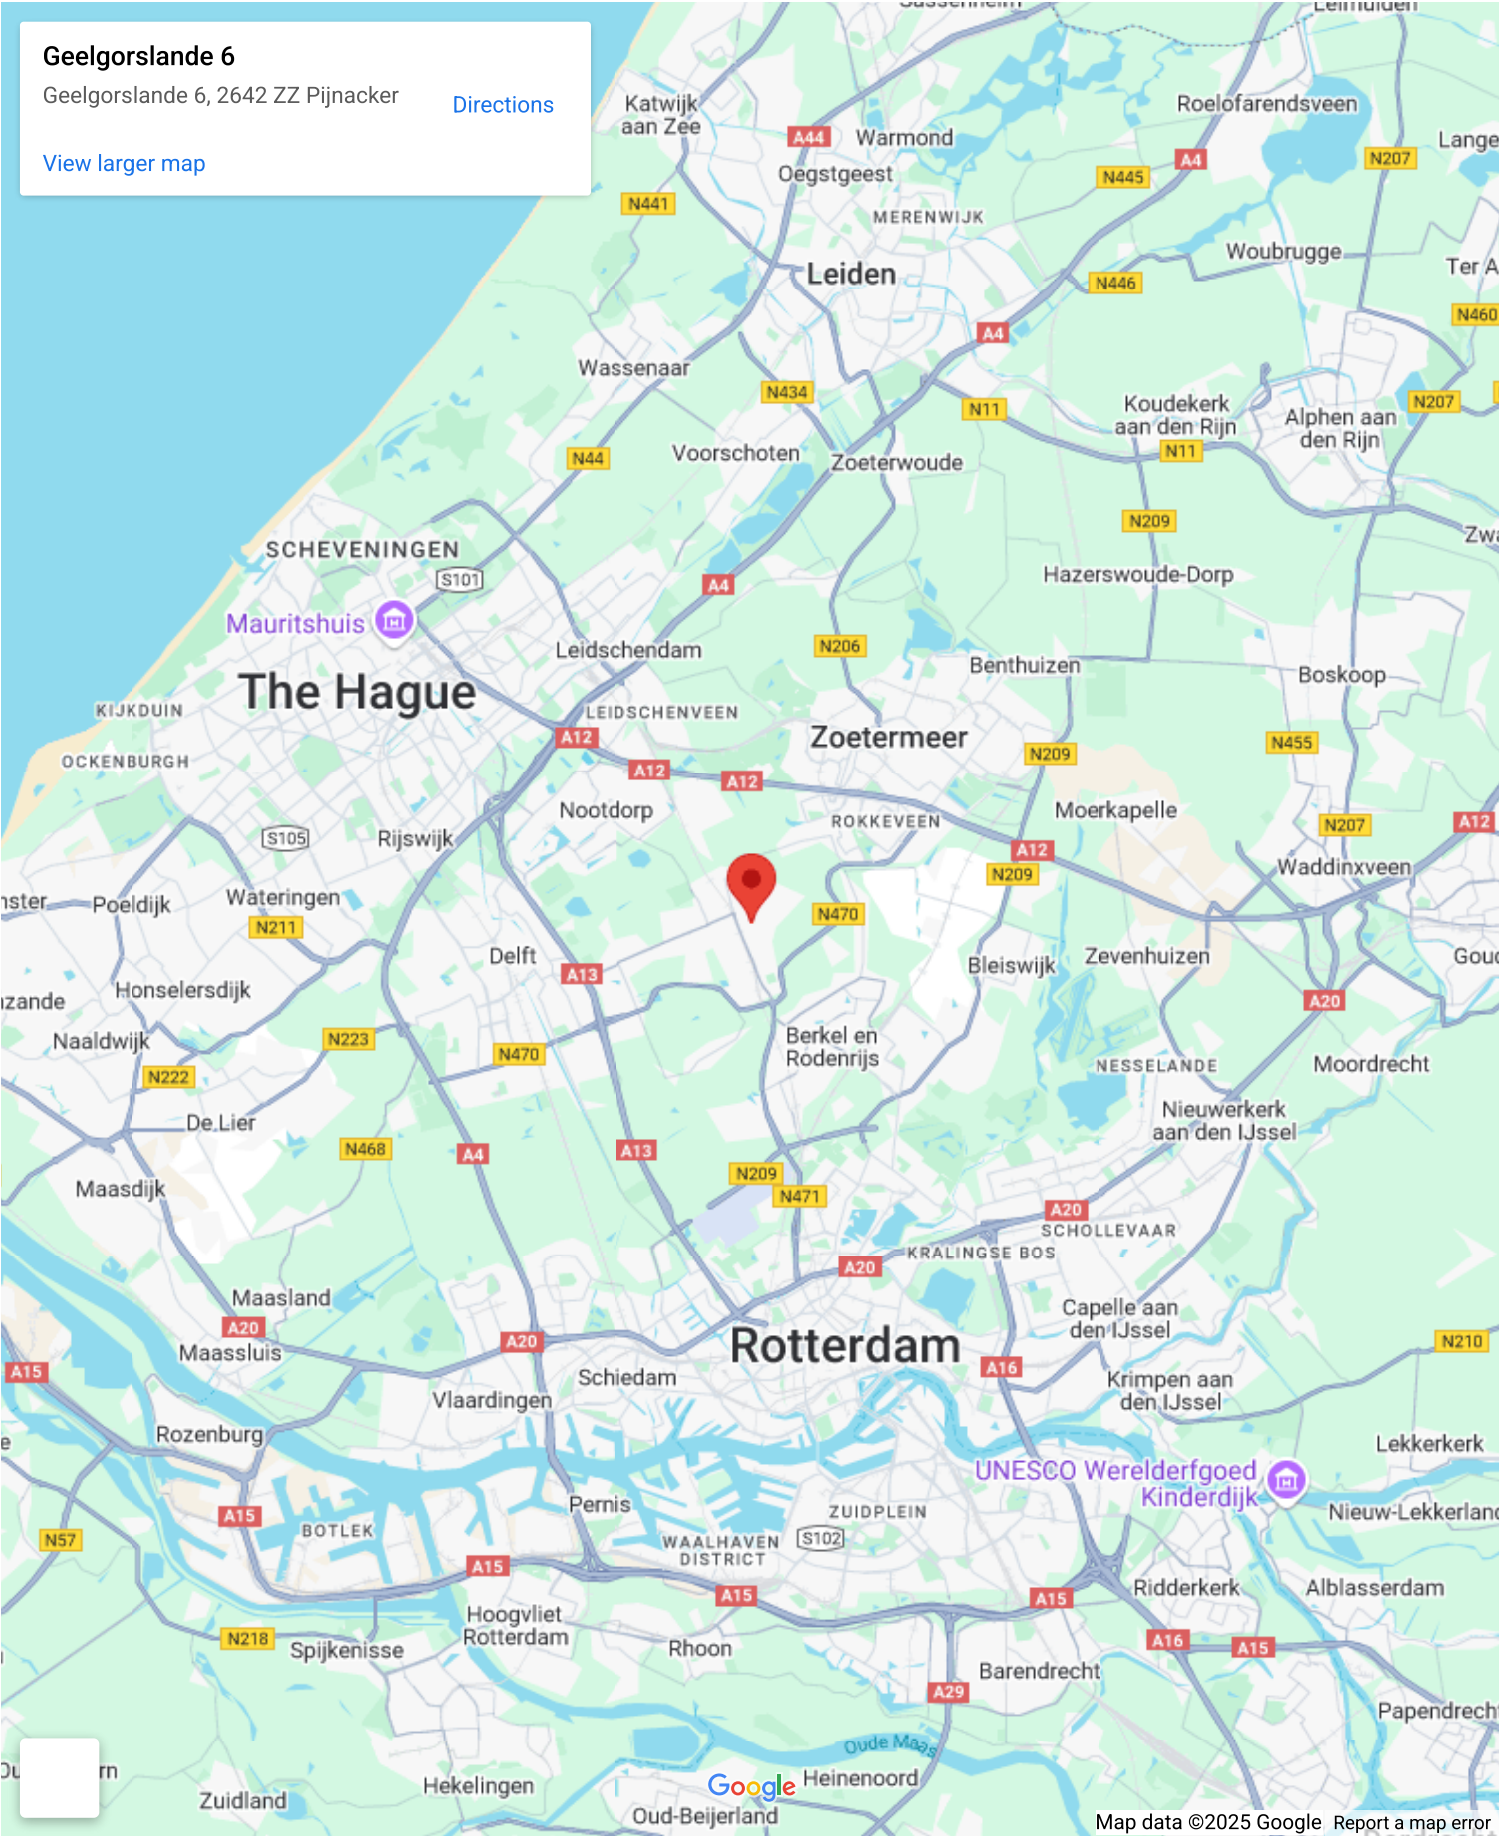 Sassenheim
Leimuiden
Geelgorslande 6
Geelgorslande 6, 2642 ZZ Pijnacker
Directions
View larger map
Katwijk
aan Zee
A44
Warmond
Roelofarendsveen
Lange
N207
A4
N445
Oegstgeest
N441
MERENWIJK
Woubrugge
Ter A
Leiden
N446
N460
A4
Wassenaar
N434
N11
Koudekerk
aan den Rijn
N207
Alphen aan
den Rijn
N11
N44
Voorschoten
Zoeterwoude
N209
Zwa
SCHEVENINGEN
S101
A4
Hazerswoude-Dorp
Mauritshuis
Leidschendam
N206
Benthuizen
Boskoop
The Hague
KIJKDUIN
LEIDSCHENVEEN
A12
Zoetermeer
N209
N455
OCKENBURGH
A12
A12
Nootdorp
ROKKEVEEN
Moerkapelle
N207
A12
S105
Rijswijk
A12
N209
Waddinxveen
nster
Poeldijk
Wateringen
N211
N470
Delft
A13
Bleiswijk
Zevenhuizen
Gouc
nzande
Honselersdijk
A20
Naaldwijk
N223
N470
Berkel en
Rodenrijs
NESSELANDE
Moordrecht
N222
De Lier
Nieuwerkerk
aan den IJssel
N468
A4
A13
N209
N471
Maasdijk
A20
SCHOLLEVAAR
KRALINGSE BOS
A20
Maasland
A20
Maassluis
A20
Capelle aan
den IJssel
N210
Rotterdam
A15
Schiedam
A16
Krimpen aan
den IJssel
Vlaardingen
Rozenburg
e
Lekkerkerk
UNESCO Werelderfgoed
Kinderdijk
Pernis
ZUIDPLEIN
Nieuw-Lekkerland
A15
BOTLEK
N57
WAALHAVEN
DISTRICT
S102
A15
A15
A15
Ridderkerk
Alblasserdam
Hoogvliet
Rotterdam
N218
Spijkenisse
Rhoon
A16
A15
Barendrecht
A29
Papendrecht
Oude Maas
Ou
rn
Zuidland
Hekelingen
Google
Heinenoord
Oud-Beijerland
Map data ©2025 Google
Report a map error